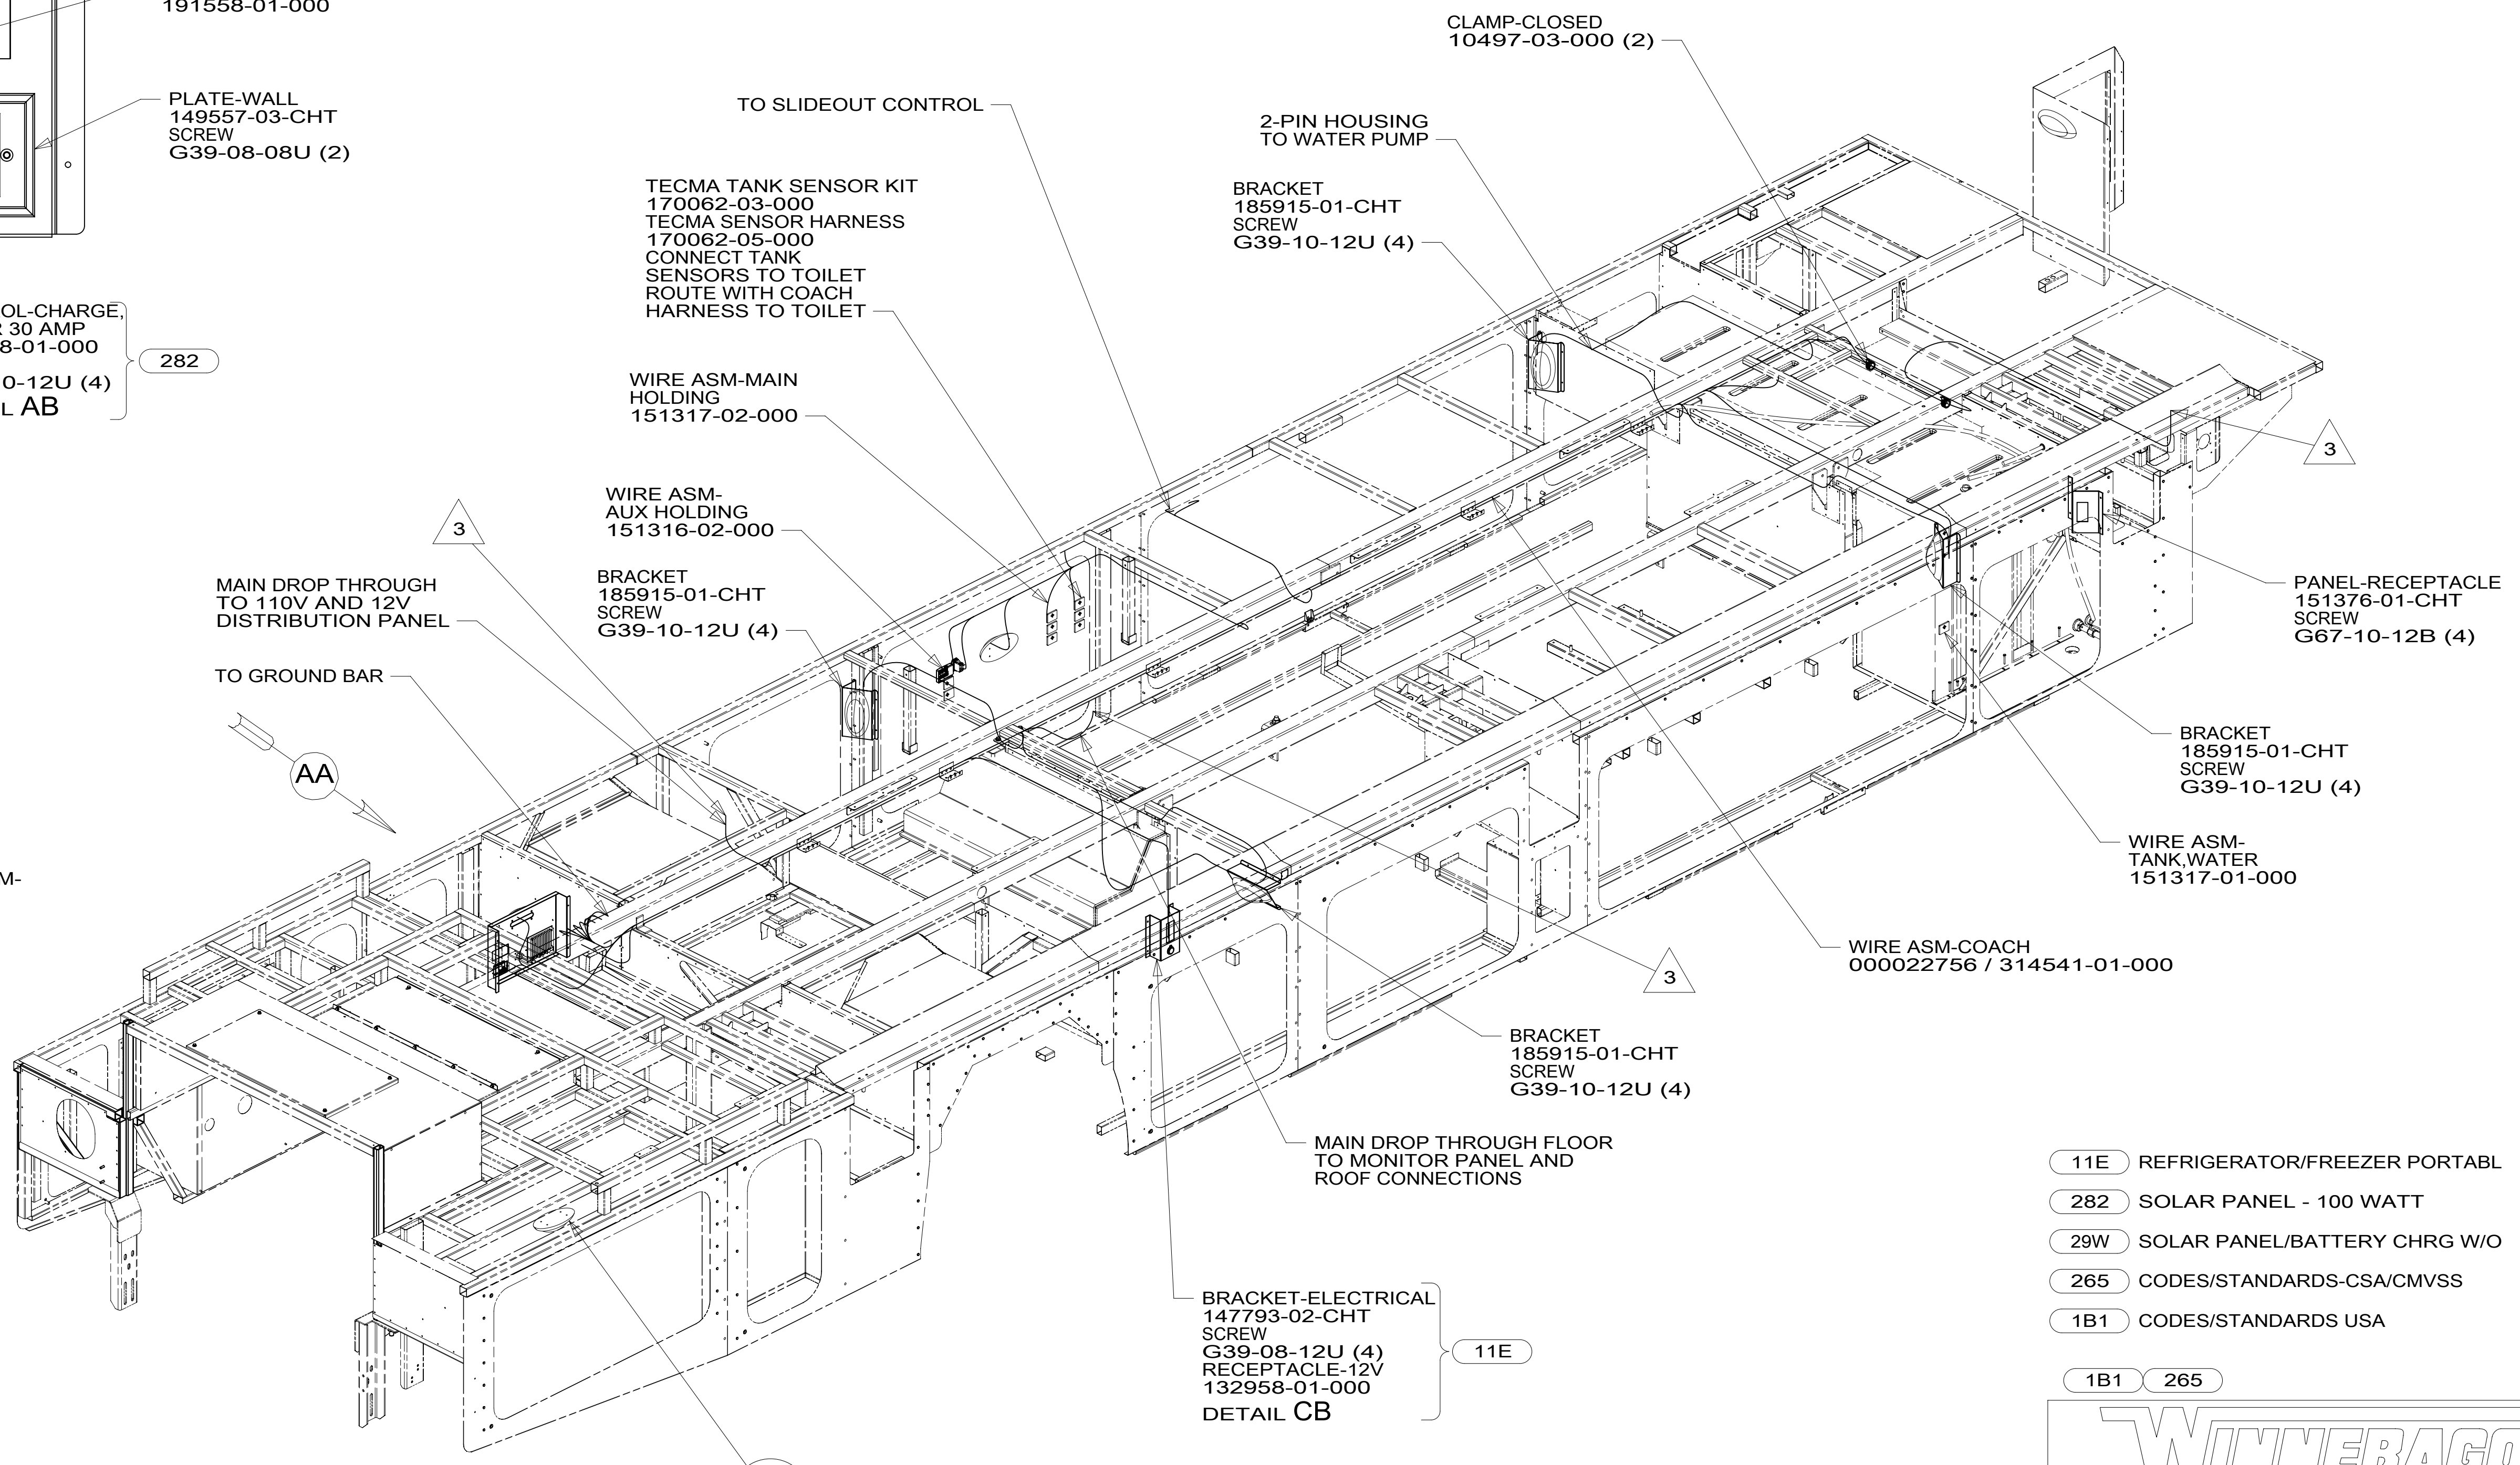 191558-01-000
PLATE-WALL
149557-03-CHT
SCREW
G39-08-08U (2)
OL-CHARGE,
30 AMP
8-01-000
0-12U (4)
L AB
282
M-
CLAMP-CLOSED
10497-03-000 (2)
TO SLIDEOUT CONTROL
2-PIN HOUSING
TO WATER PUMP
BRACKET
185915-01-CHT
SCREW
G39-10-12U (4)
TECMA TANK SENSOR KIT
170062-03-000
TECMA SENSOR HARNESS
170062-05-000
CONNECT TANK
SENSORS TO TOILET
ROUTE WITH COACH
HARNESS TO TOILET
WIRE ASM-MAIN
HOLDING
151317-02-000
WIRE ASM-
AUX HOLDING
151316-02-000
3
BRACKET
185915-01-CHT
SCREW
G39-10-12U (4)
MAIN DROP THROUGH
TO 110V AND 12V
DISTRIBUTION PANEL
TO GROUND BAR
AA
3
PANEL-RECEPTACLE
151376-01-CHT
SCREW
G67-10-12B (4)
BRACKET
185915-01-CHT
SCREW
G39-10-12U (4)
WIRE ASM-
TANK,WATER
151317-01-000
WIRE ASM-COACH
000022756 / 314541-01-000
3
BRACKET
185915-01-CHT
SCREW
G39-10-12U (4)
MAIN DROP THROUGH FLOOR
TO MONITOR PANEL AND
ROOF CONNECTIONS
BRACKET-ELECTRICAL
147793-02-CHT
SCREW
G39-08-12U (4)
RECEPTACLE-12V
132958-01-000
DETAIL CB
11E
11E REFRIGERATOR/FREEZER PORTABL
282 SOLAR PANEL - 100 WATT
29W SOLAR PANEL/BATTERY CHRG W/O
265 CODES/STANDARDS-CSA/CMVSS
1B1 CODES/STANDARDS USA
1B1 265
WINNEBAGO